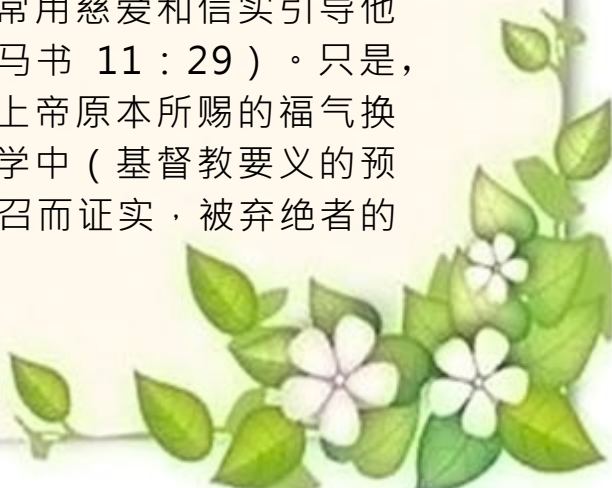 常用慈爱和信实引导他
马书 11：29）。只是，
上帝原本所赐的福气换
学中（基督教要义的预
召而证实，被弃绝者的